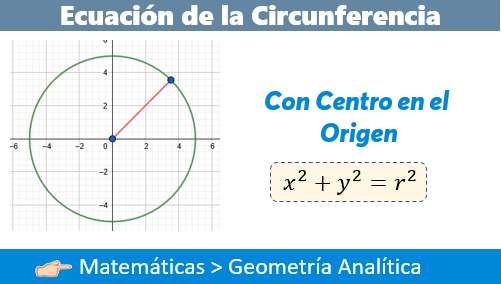 Ecuación de la Circunferencia
6
4
2
−6 −4 −2 0 2 4 6
−2
−4
Con Centro en el
Origen
x² + y² = r²
Matemáticas > Geometría Analítica